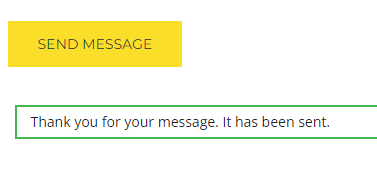 SEND MESSAGE
Thank you for your message. It has been sent.